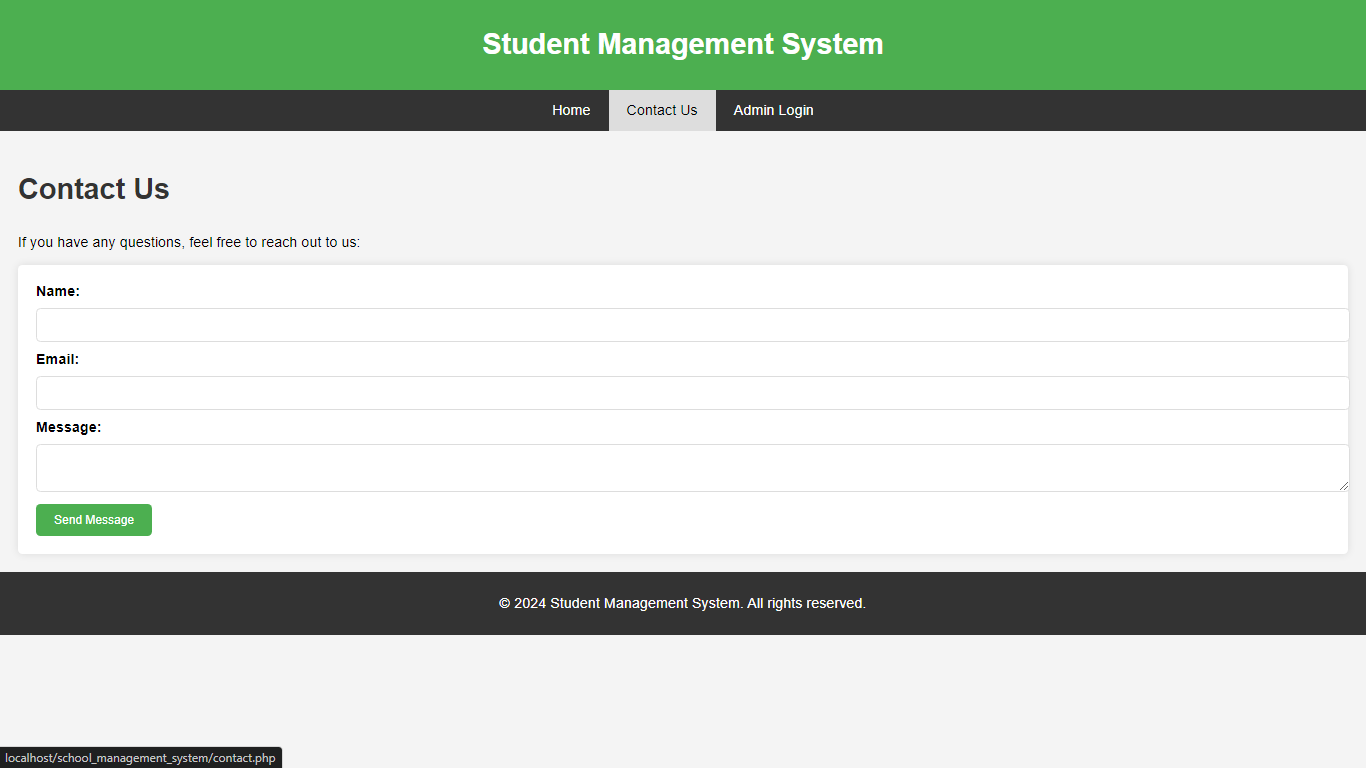 Student Management System
Home Contact Us Admin Login
Contact Us
If you have any questions, feel free to reach out to us:
Name:
Email:
Message:
Send Message
© 2024 Student Management System. All rights reserved.
localhost/school_management_system/contact.php